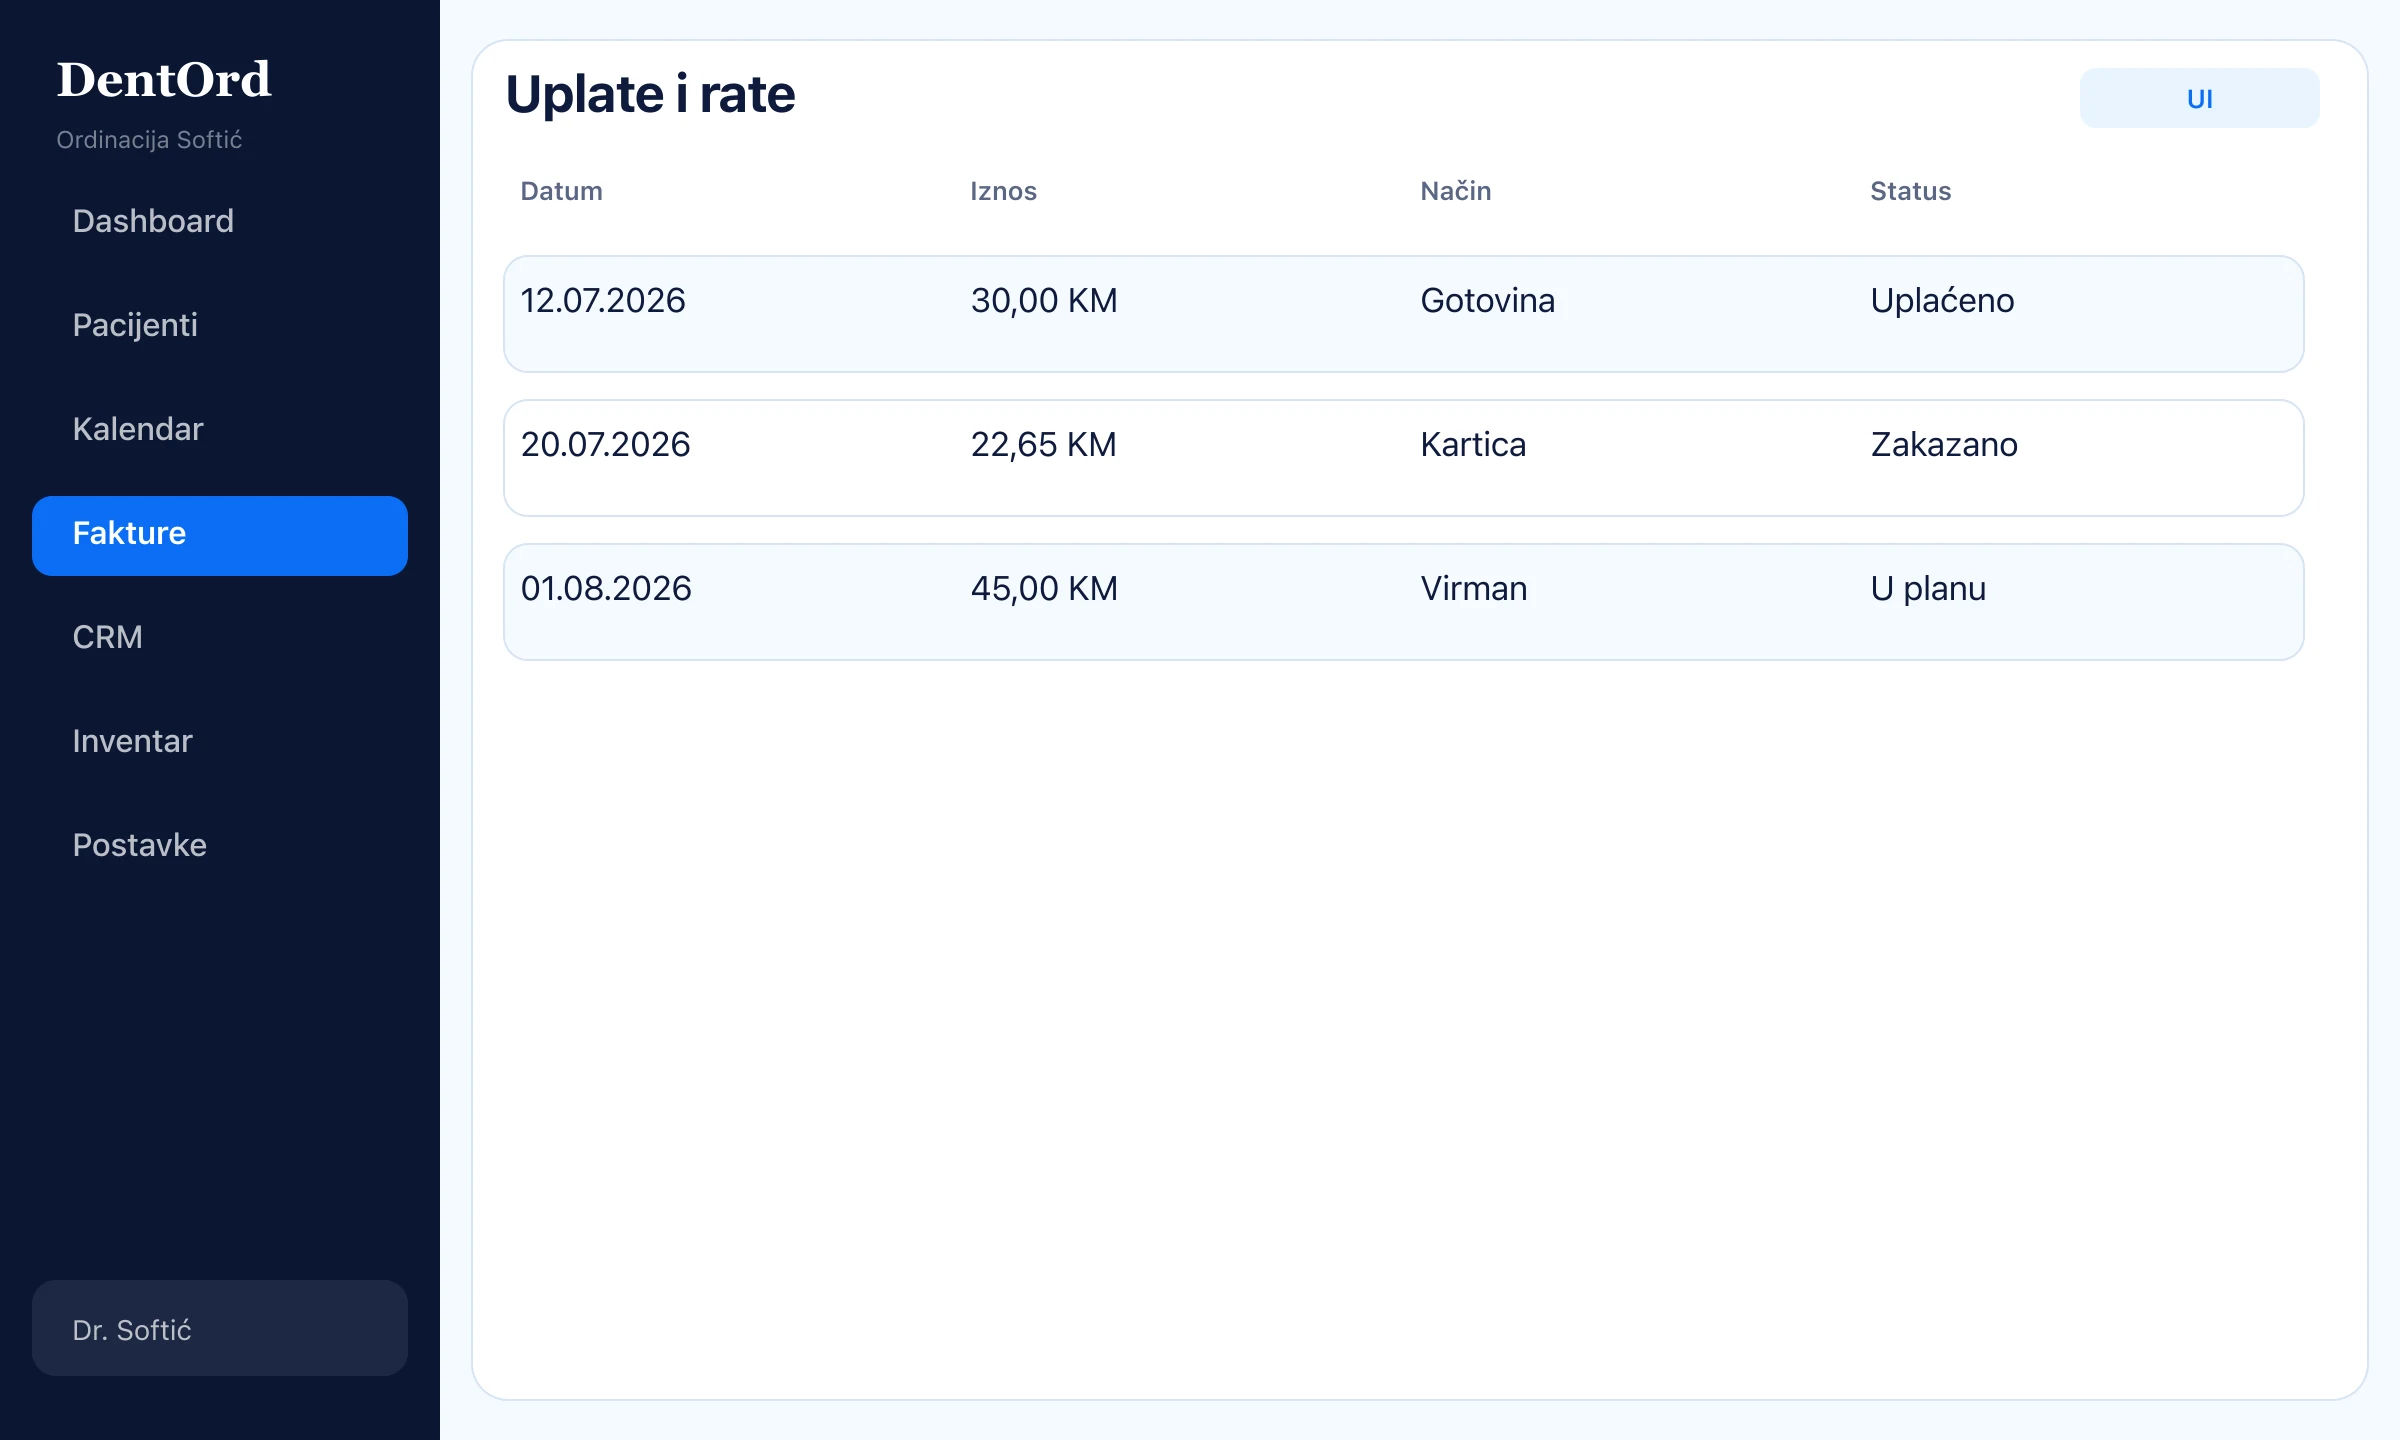 DentOrd
Ordinacija Softić
Dashboard
Pacijenti
Kalendar
Fakture
CRM
Inventar
Postavke
Dr. Softić
Uplate i rate
UI
Datum Iznos Način Status
12.07.2026 30,00 KM Gotovina Uplaćeno
20.07.2026 22,65 KM Kartica Zakazano
01.08.2026 45,00 KM Virman U planu